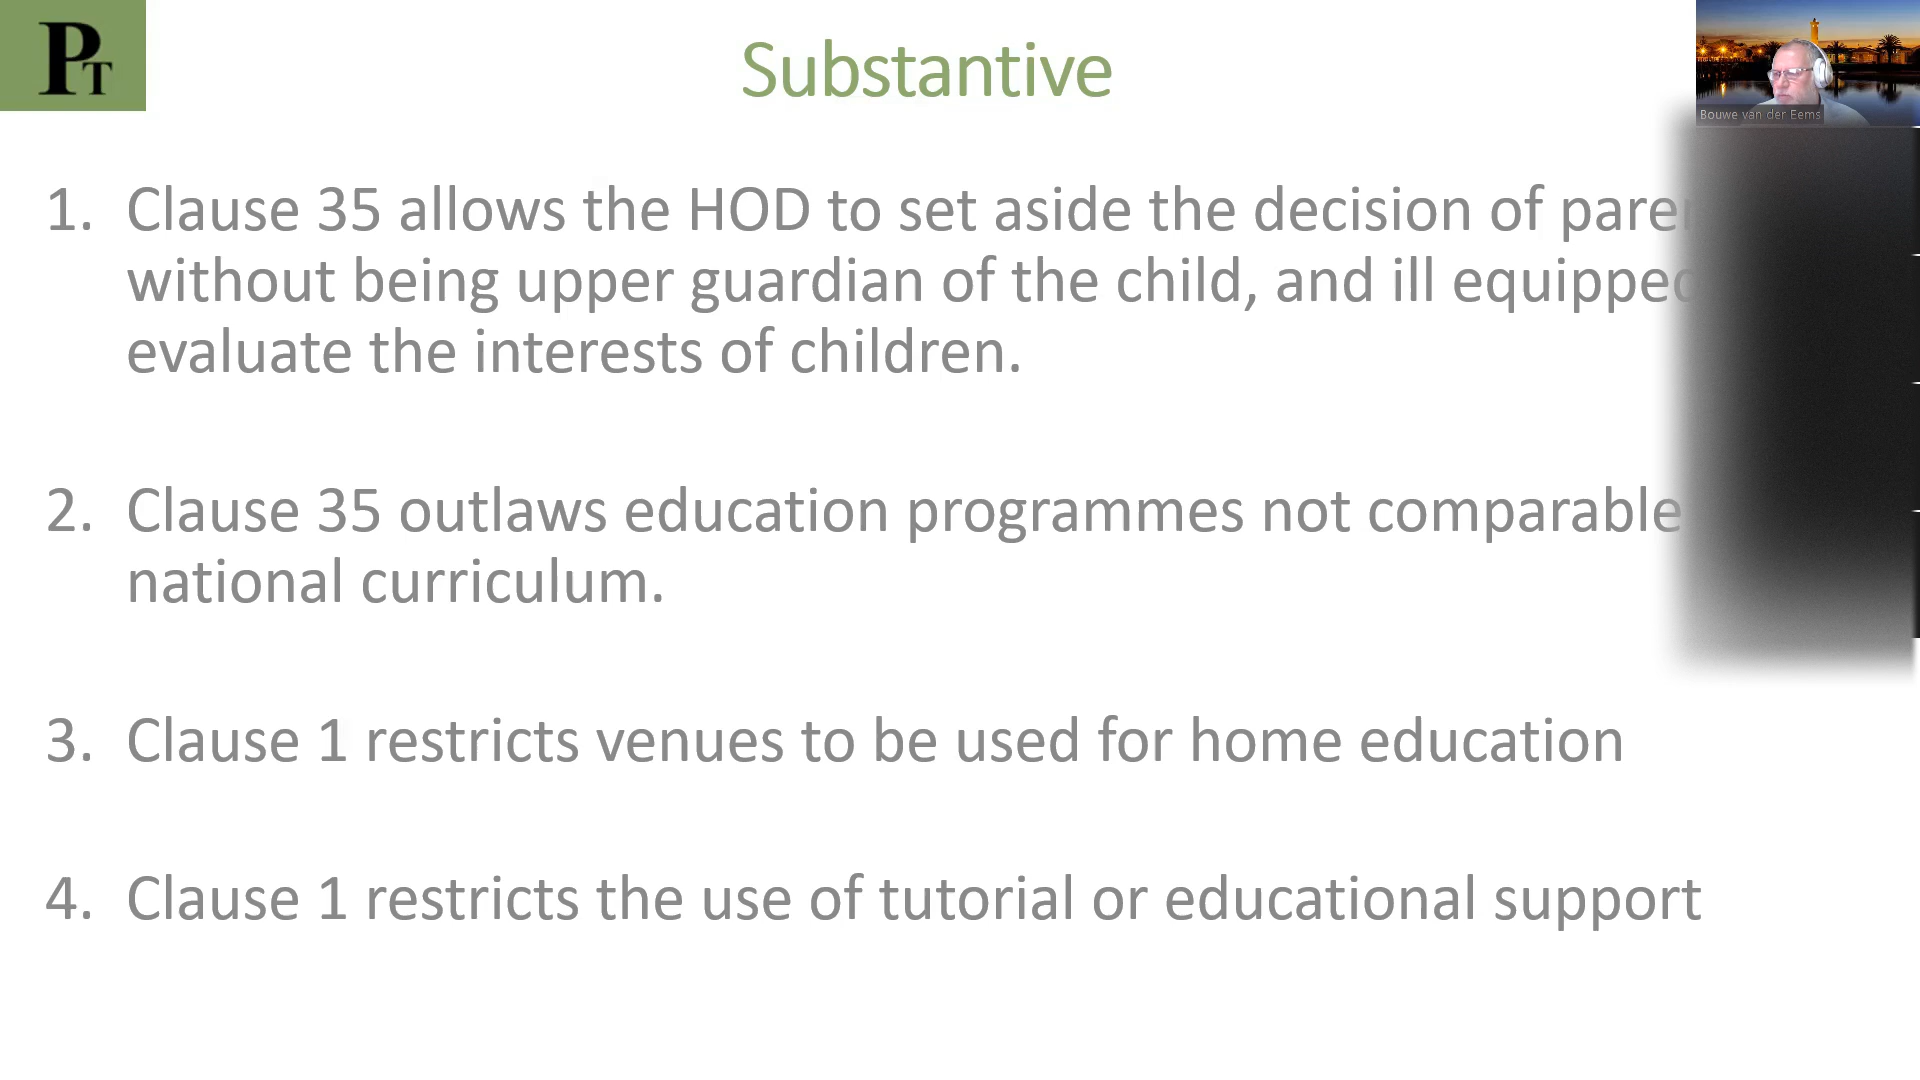 PT
Substantive
Bouwe van der Eems
1. Clause 35 allows the HOD to set aside the decision of
without being upper guardian of the child, and ill equipped
evaluate the interests of children.
2. Clause 35 outlaws education programmes not comparable
national curriculum.
3. Clause 1 restricts venues to be used for home education
4. Clause 1 restricts the use of tutorial or educational support